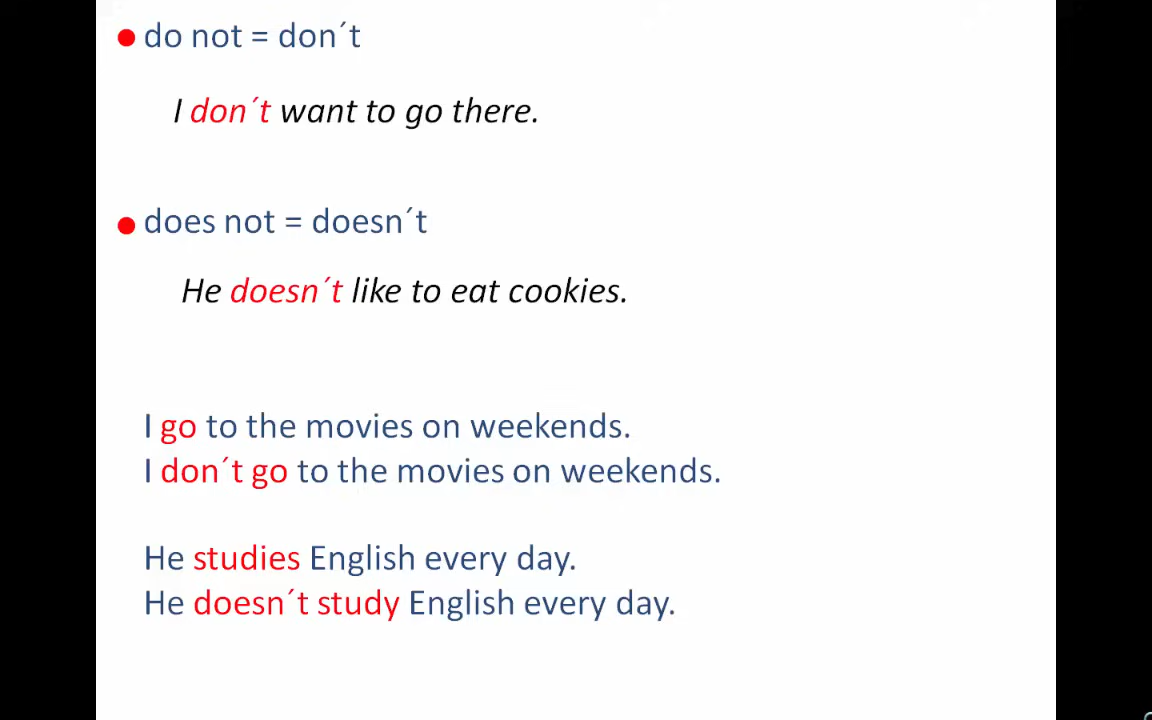 do not = don´t
I don´t want to go there.
does not = doesn´t
He doesn´t like to eat cookies.
I go to the movies on weekends.
I don´t go to the movies on weekends.
He studies English every day.
He doesn´t study English every day.